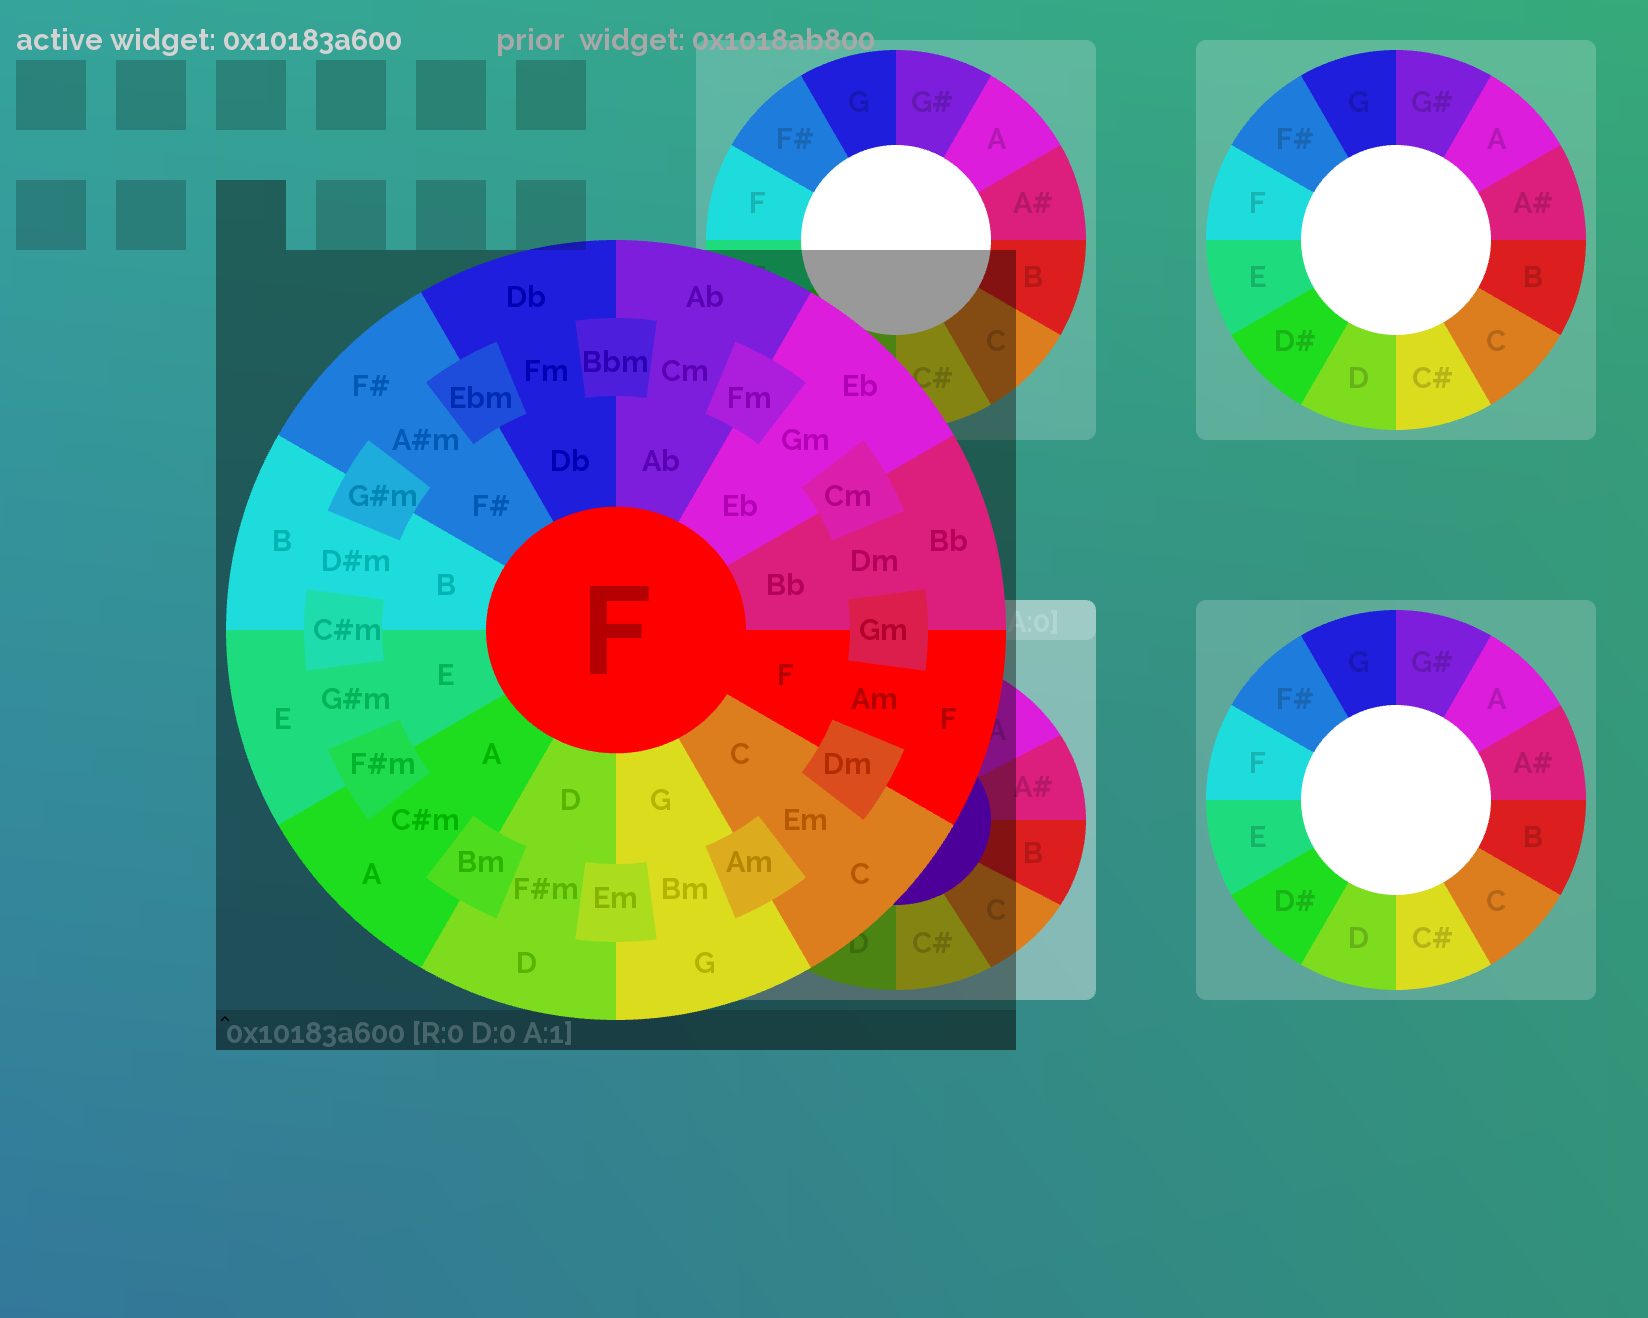 active widget: 0x10183a600
prior widget: 0x1018ab800
G G#
F# A
F A#
B
C
C#
G G#
F# A
F A#
E B
D# C
D C#
Db Ab
Fm Bbm Cm
F# Ebm Fm Eb
A#m Db Ab Gm
G#m F# Eb Cm
B D#m B Bb Dm Bb
C#m F Gm
E G#m E F Am F
F#m A C Dm
C#m D G Em
A Bm F#m Em Bm Am C
D G
0x10183a600 [R:0 D:0 A:1]
A:0]
A
A#
B
C
D C#
G G#
F# A
F A#
E B
D# C
D C#